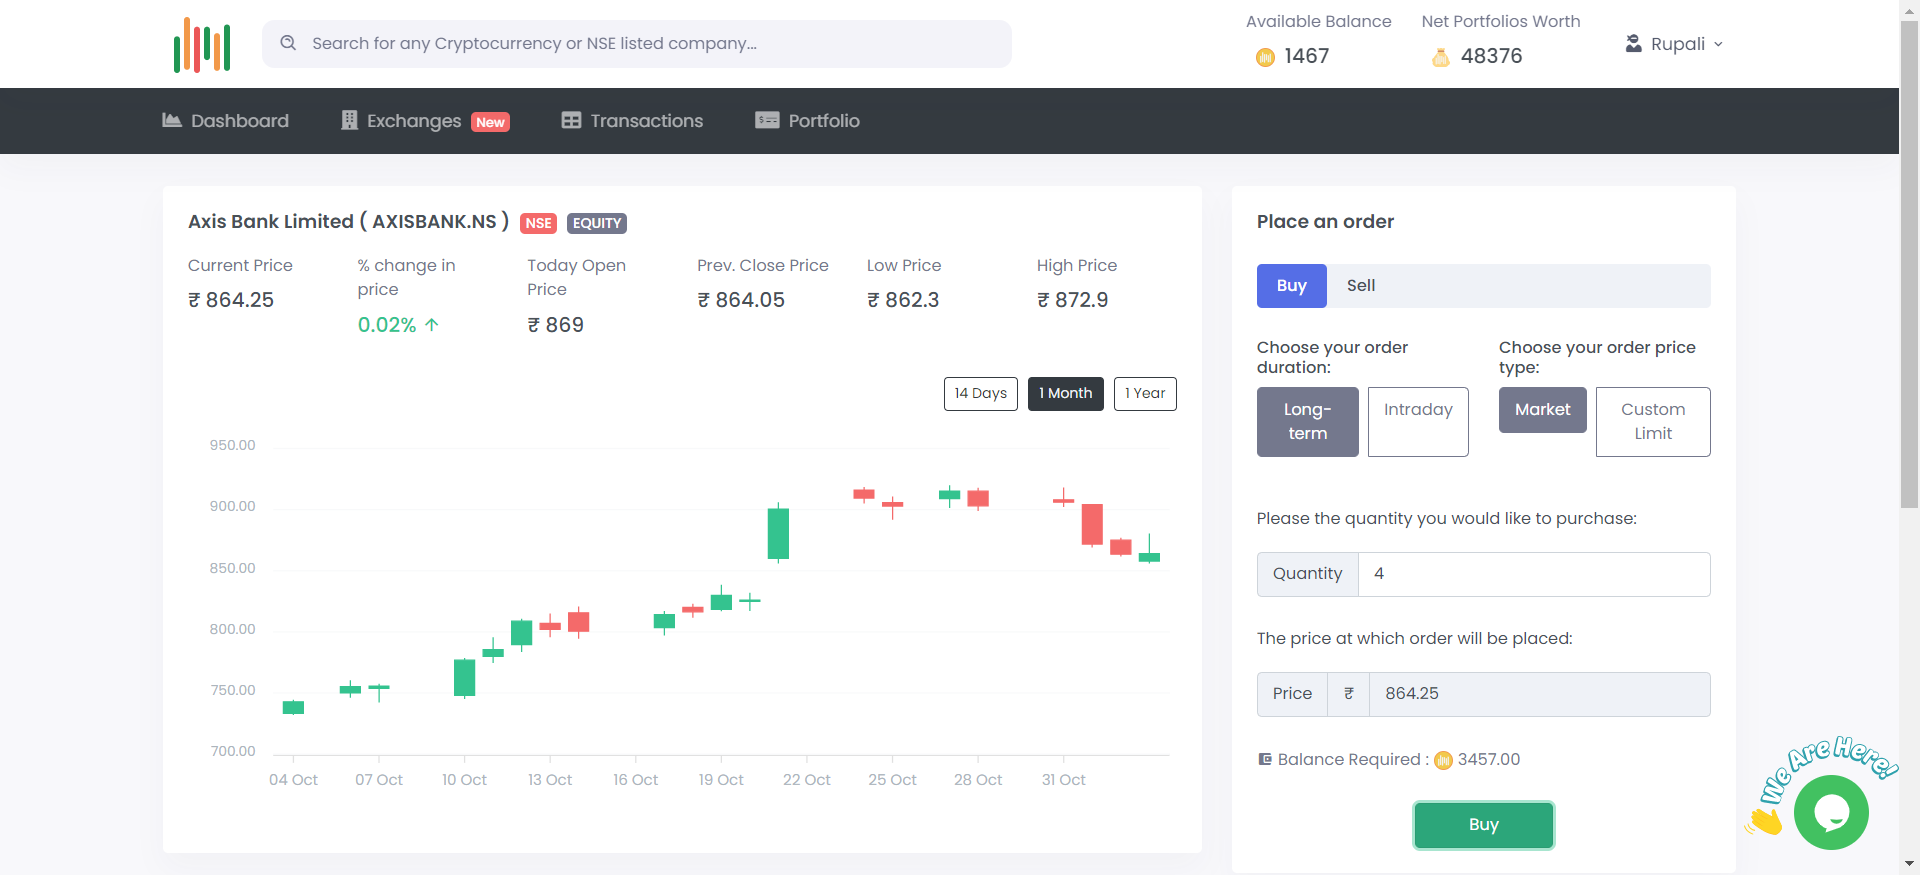 Search for any Cryptocurrency or NSE listed company...
Available Balance
1467
Net Portfolios Worth
48376
Rupali
Dashboard
Exchanges New
Transactions
Portfolio
Axis Bank Limited ( AXISBANK.NS ) NSE EQUITY
Current Price
₹ 864.25
% change in
price
0.02%
Today Open
Price
₹ 869
Prev. Close Price
₹ 864.05
Low Price
₹ 862.3
High Price
₹ 872.9
14 Days
1 Month
1 Year
950.00
900.00
850.00
800.00
750.00
700.00
04 Oct
07 Oct
10 Oct
13 Oct
16 Oct
19 Oct
22 Oct
25 Oct
28 Oct
31 Oct
Place an order
Buy
Sell
Choose your order
duration:
Long-
term
Intraday
Choose your order price
type:
Market
Custom
Limit
Please the quantity you would like to purchase:
Quantity
4
The price at which order will be placed:
Price
₹
864.25
Balance Required : 3457.00
Buy
We Are Here!